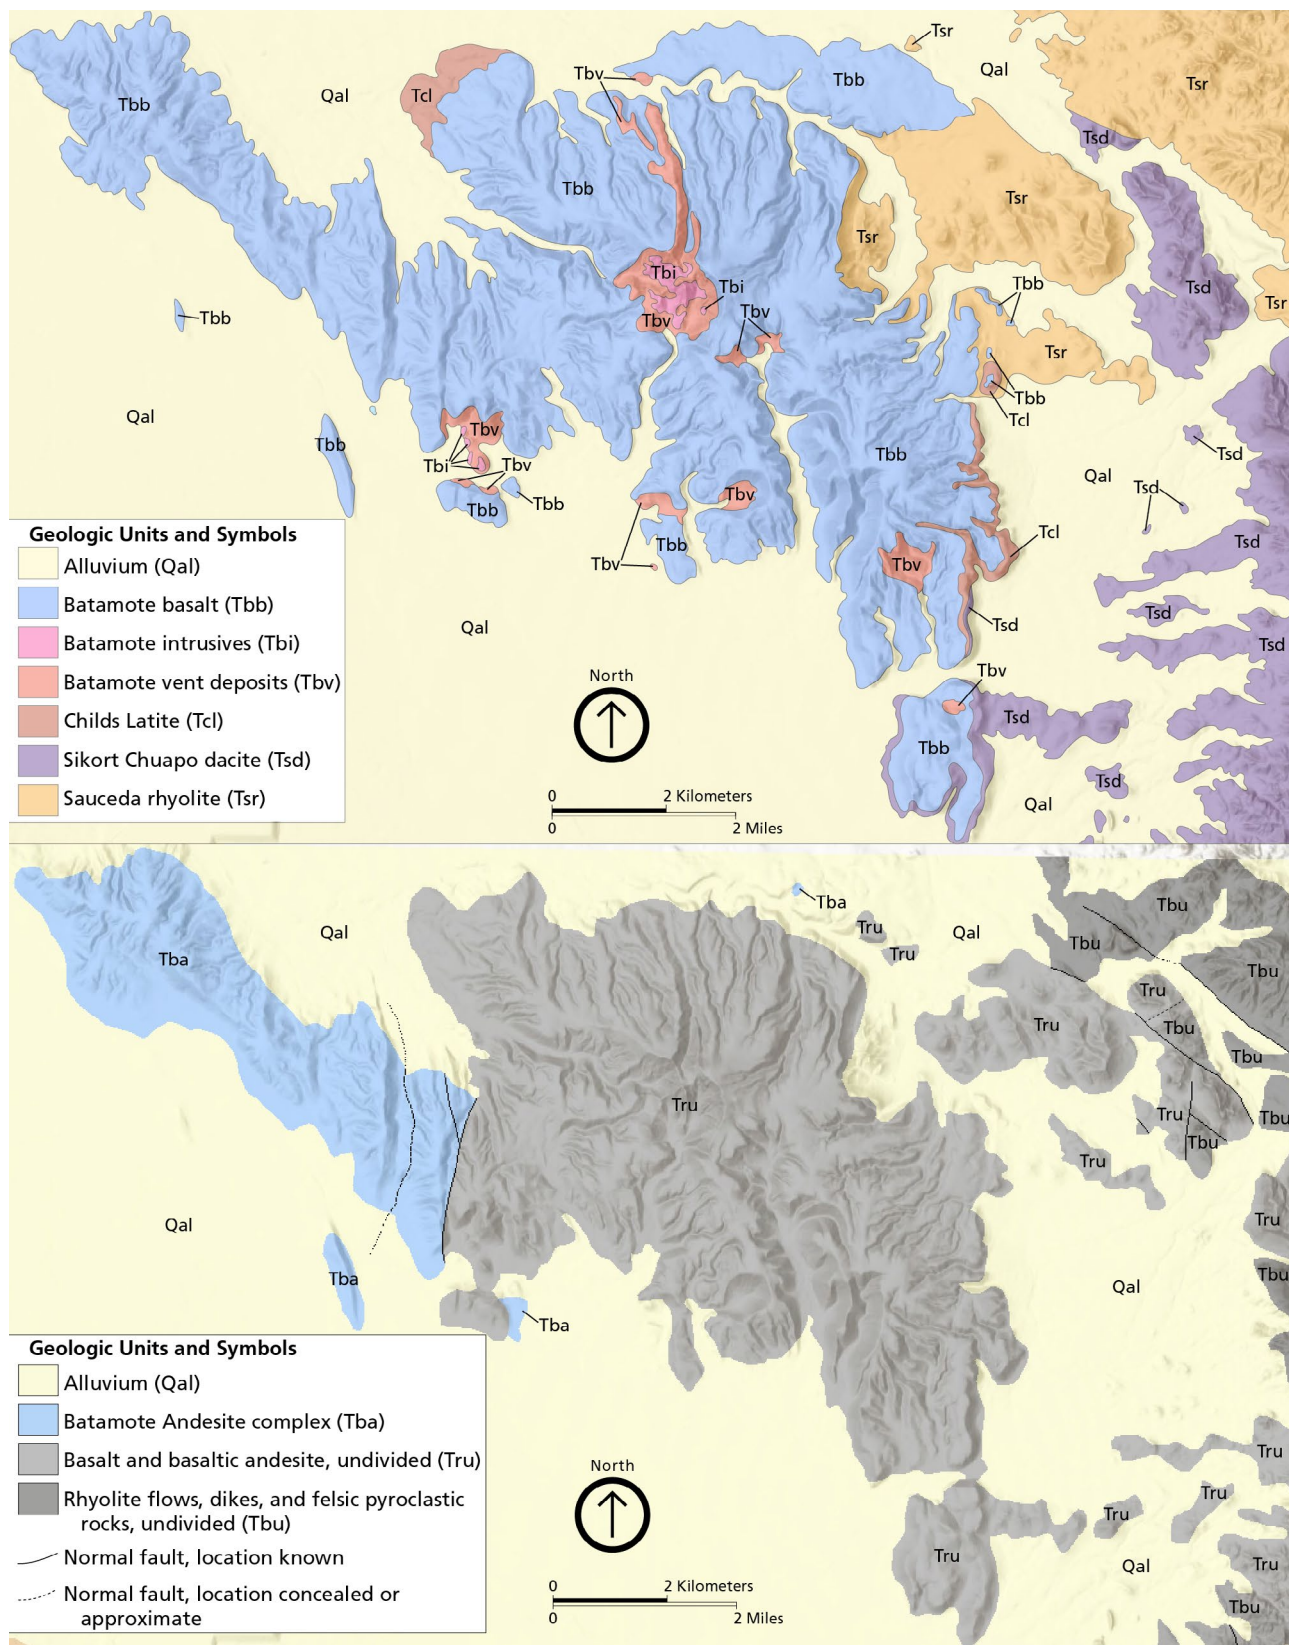 Tsr
Tbv
Qal
Tbb
Tsr
Tbb
Qal
Tcl
Tsd
Tbb
Tsr
Tsr
Tbi
Tbi
Tbb
Tsd
Tsr
Tbb
Tbv
Tbv
Tsr
Tbb
Qal
Tcl
Tbv
Tbb
Tbb
Tsd
Tbi
Tbv
Qal
Tsd
Tbv
Tbb
Tbb
Tcl
Tsd
Tbb
Tbv
Tbv
Tsd
Tsd
Qal
Tsd
North
Tbv
Tsd
Tbb
Tsd
Qal
0 2 Kilometers
0 2 Miles
Geologic Units and Symbols
Alluvium (Qal)
Batamote basalt (Tbb)
Batamote intrusives (Tbi)
Batamote vent deposits (Tbv)
Childs Latite (Tcl)
Sikort Chuapo dacite (Tsd)
Sauceda rhyolite (Tsr)
Tba
Tbu
Qal
Tru
Qal
Tbu
Tba
Tru
Tbu
Tru
Tru
Tbu
Tbu
Tru
Tru
Tbu
Tbu
Tru
Qal
Tru
Tba
Tbu
Qal
Tba
Tru
Tru
Tru
North
Tru
Qal
Tru
Tbu
0 2 Kilometers
0 2 Miles
Geologic Units and Symbols
Alluvium (Qal)
Batamote Andesite complex (Tba)
Basalt and basaltic andesite, undivided (Tru)
Rhyolite flows, dikes, and felsic pyroclastic
rocks, undivided (Tbu)
Normal fault, location known
Normal fault, location concealed or
approximate